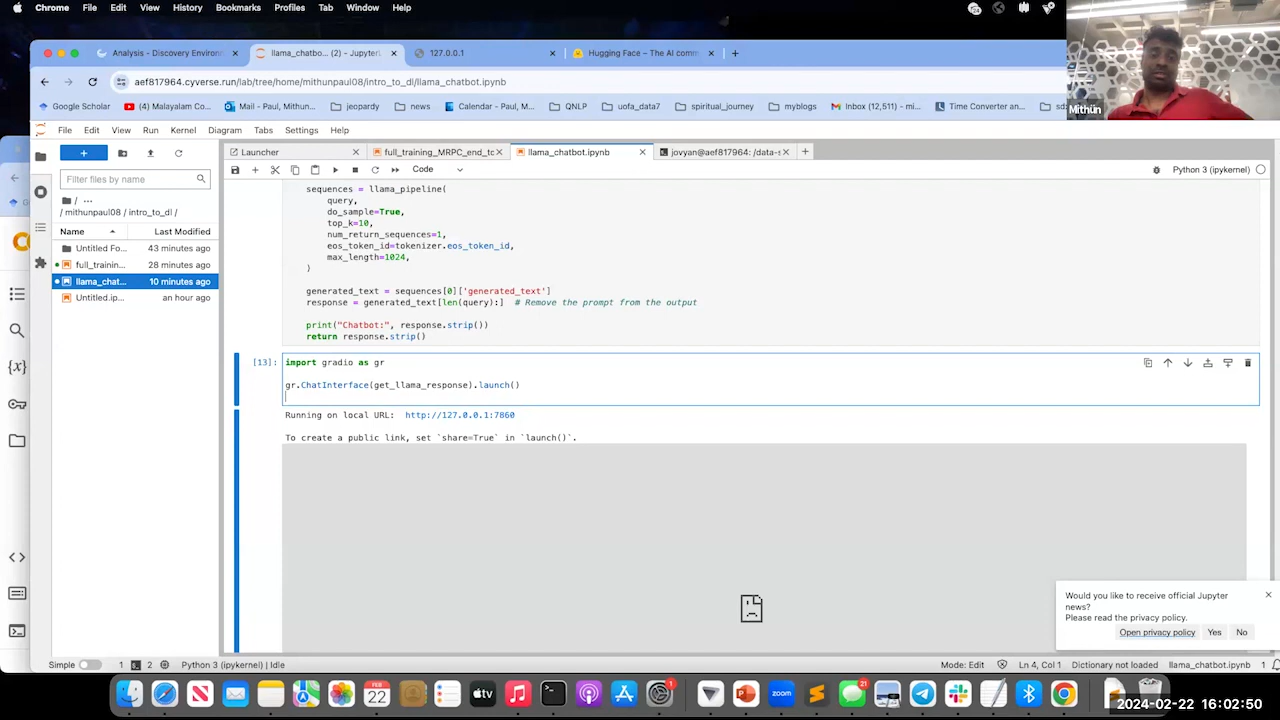 Chrome File Edit View History Bookmarks Profiles Tab Window Help
Analysis - Discovery Environ llama_chatbo... (2) - Jupyter 127.0.0.1 Hugging Face – The AI comm
aef817964.cyverse.run/lab/tree/home/mithunpaul08/intro_to_dl/llama_chatbot.ipynb
Google Scholar (4) Malayalam Co... Mail - Paul, Mithun... jeopardy news Calendar - Paul, M... QNLP uofa_data7 spiritual_journey myblogs Inbox (12,511) - mi... Time Converter an...
Mithün
File Edit View Run Kernel Diagram Tabs Settings Help
Launcher full_training_MRPC_end_tc llama_chatbot.ipynb jovyan@aef817964: /data-s
Code
Python 3 (ipykernel)
Filter files by name
/ ...
/ mithunpaul08 / intro_to_dl /
Name Last Modified
Untitled Fo... 43 minutes ago
full_trainin... 28 minutes ago
llama_chat... 10 minutes ago
Untitled.ip... an hour ago
sequences = llama_pipeline(
query,
do_sample=True,
top_k=10,
num_return_sequences=1,
eos_token_id=tokenizer.eos_token_id,
max_length=1024,
)
generated_text = sequences[0]['generated_text']
response = generated_text[len(query):] # Remove the prompt from the output
print("Chatbot:", response.strip())
return response.strip()
[13]:
import gradio as gr
gr.ChatInterface(get_llama_response).launch()
Running on local URL: http://127.0.0.1:7860
To create a public link, set `share=True` in `launch()`.
Would you like to receive official Jupyter
news?
Please read the privacy policy.
Open privacy policy Yes No
Simple 1 2 Python 3 (ipykernel) | Idle Mode: Edit Ln 4, Col 1 Dictionary not loaded llama_chatbot.ipynb 1
FEB
22
zoom
21
1
2024-02-22 16:02:50